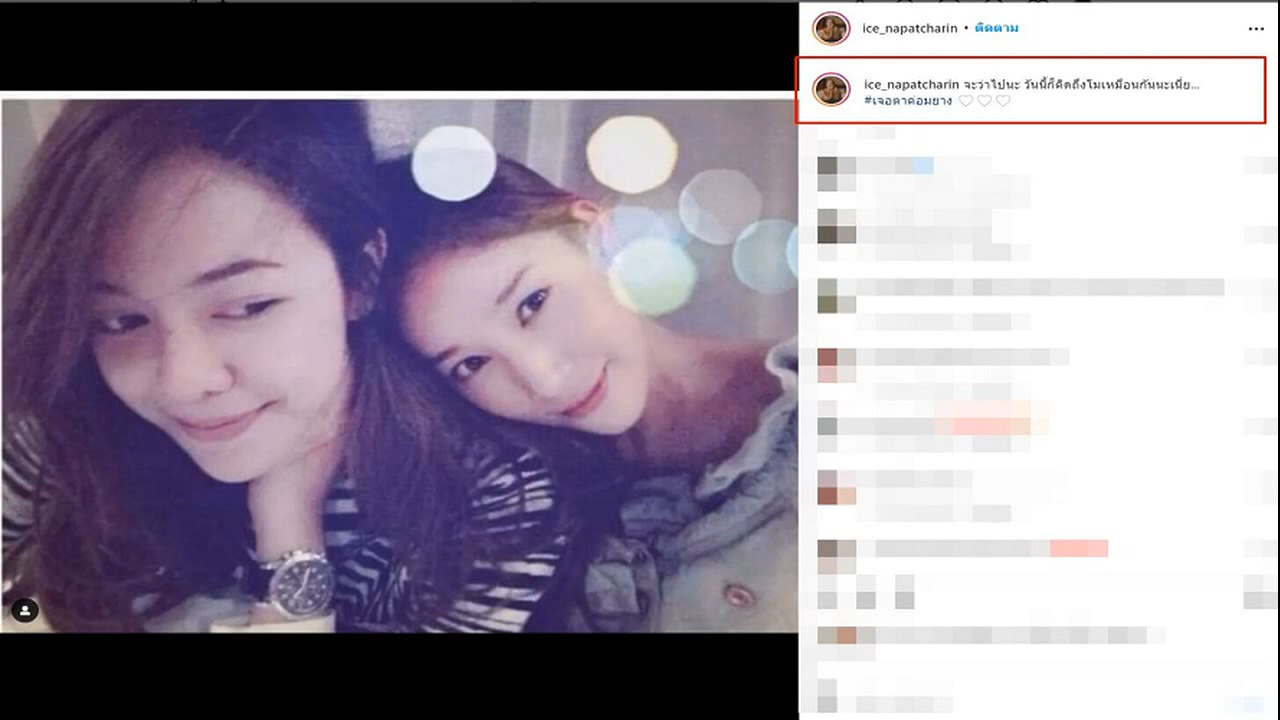 ice_napatcharin • ติดตาม
ice_napatcharin จะว่าไปนะ วันนี้ก็คิดถึงโมเหมือนกันนะเนี่ย...
#เจอตาค่อมยาง ♡ ♡ ♡